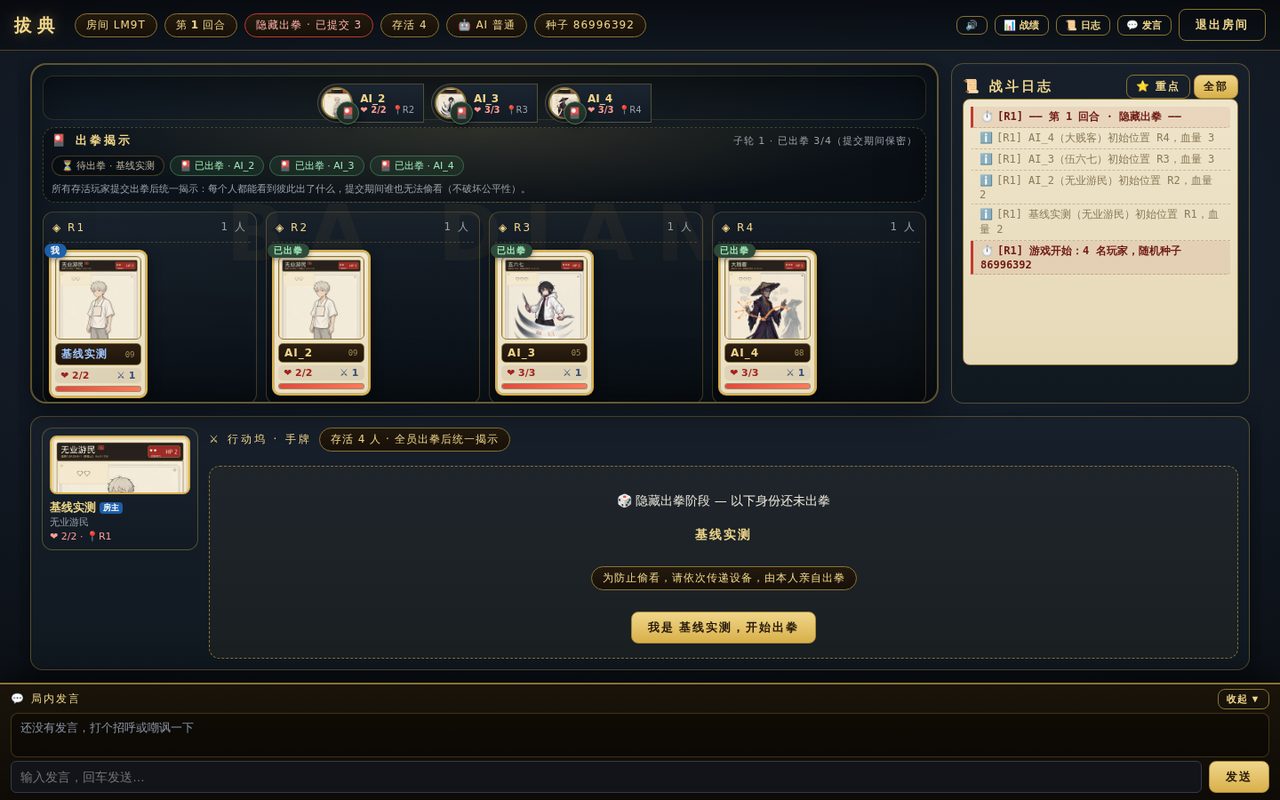 拔典
房间 LM9T
第 1 回合
隐藏出拳 · 已提交 3
存活 4
🤖 AI 普通
种子 86996392
🔊
📊 战绩
📜 日志
💬 发言
退出房间
AI_2
❤ 2/2 📍R2
AI_3
❤ 3/3 📍R3
AI_4
❤ 3/3 📍R4
🎴 出拳揭示
子轮 1 · 已出拳 3/4（提交期间保密）
⏳ 待出拳 · 基线实测
🎴 已出拳 · AI_2
🎴 已出拳 · AI_3
🎴 已出拳 · AI_4
所有存活玩家提交出拳后统一揭示：每个人都能看到彼此出了什么，提交期间谁也无法偷看（不破坏公平性）。
BA DIAN
◈ R1 1 人
◈ R2 1 人
◈ R3 1 人
◈ R4 1 人
我
无业游民
基线实测 09
❤ 2/2 ⚔ 1
已出拳
无业游民
AI_2 09
❤ 2/2 ⚔ 1
已出拳
伍六七
AI_3 05
❤ 3/3 ⚔ 1
已出拳
大贱客
AI_4 08
❤ 3/3 ⚔ 1
📜 战斗日志
⭐ 重点
全部
⏱️ [R1] —— 第 1 回合 · 隐藏出拳 ——
ℹ️ [R1] AI_4（大贱客）初始位置 R4，血量 3
ℹ️ [R1] AI_3（伍六七）初始位置 R3，血量 3
ℹ️ [R1] AI_2（无业游民）初始位置 R2，血量
2
ℹ️ [R1] 基线实测（无业游民）初始位置 R1，血
量 2
⏱️ [R1] 游戏开始：4 名玩家，随机种子
86996392
无业游民
HP 2
基线实测 房主
无业游民
❤ 2/2 · 📍R1
⚔ 行动坞 · 手牌
存活 4 人 · 全员出拳后统一揭示
🎲 隐藏出拳阶段 — 以下身份还未出拳
基线实测
为防止偷看，请依次传递设备，由本人亲自出拳
我是 基线实测，开始出拳
💬 局内发言
收起 ▼
还没有发言，打个招呼或嘲讽一下
输入发言，回车发送…
发送